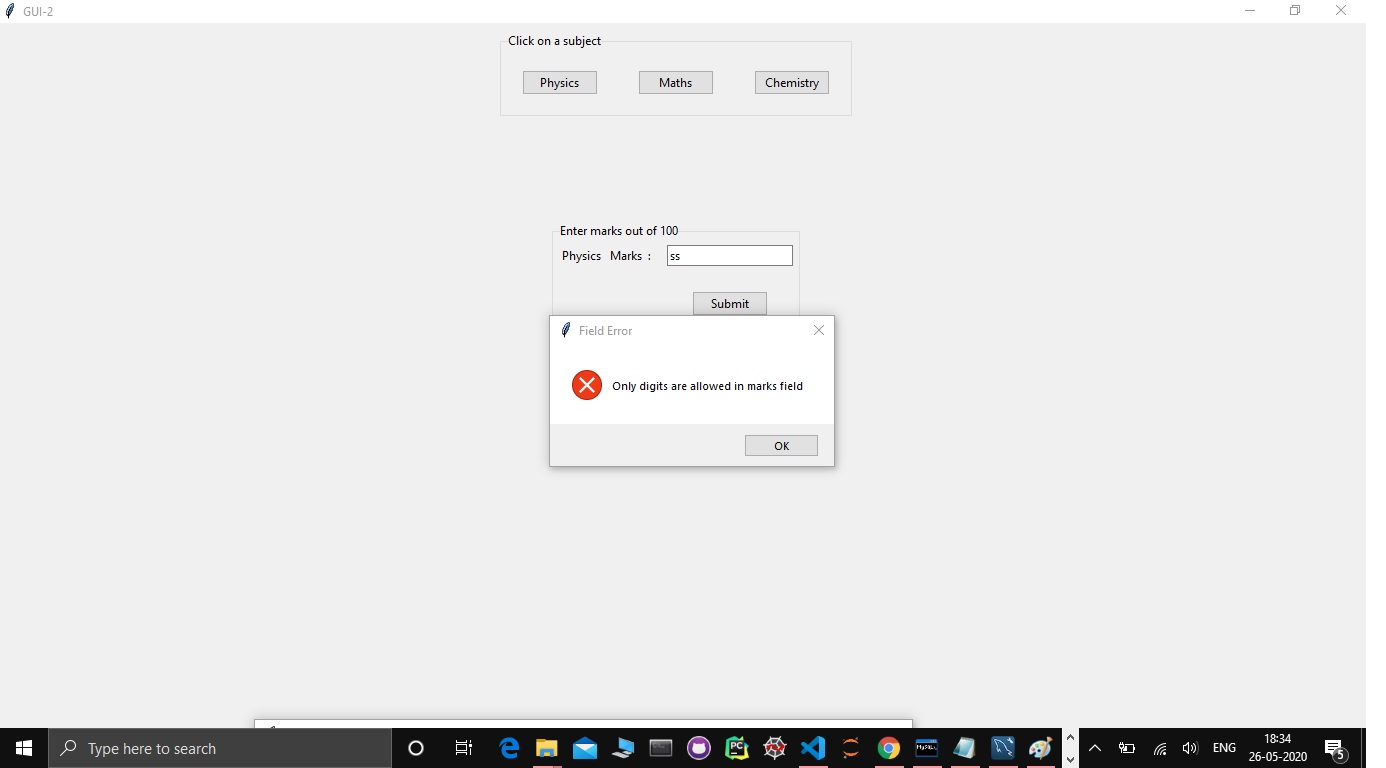 GUI-2
Click on a subject
Physics Maths Chemistry
Enter marks out of 100
Physics Marks : ss
Submit
Field Error
Only digits are allowed in marks field
OK
Type here to search
PC
MySQL
ENG
18:34
26-05-2020
5